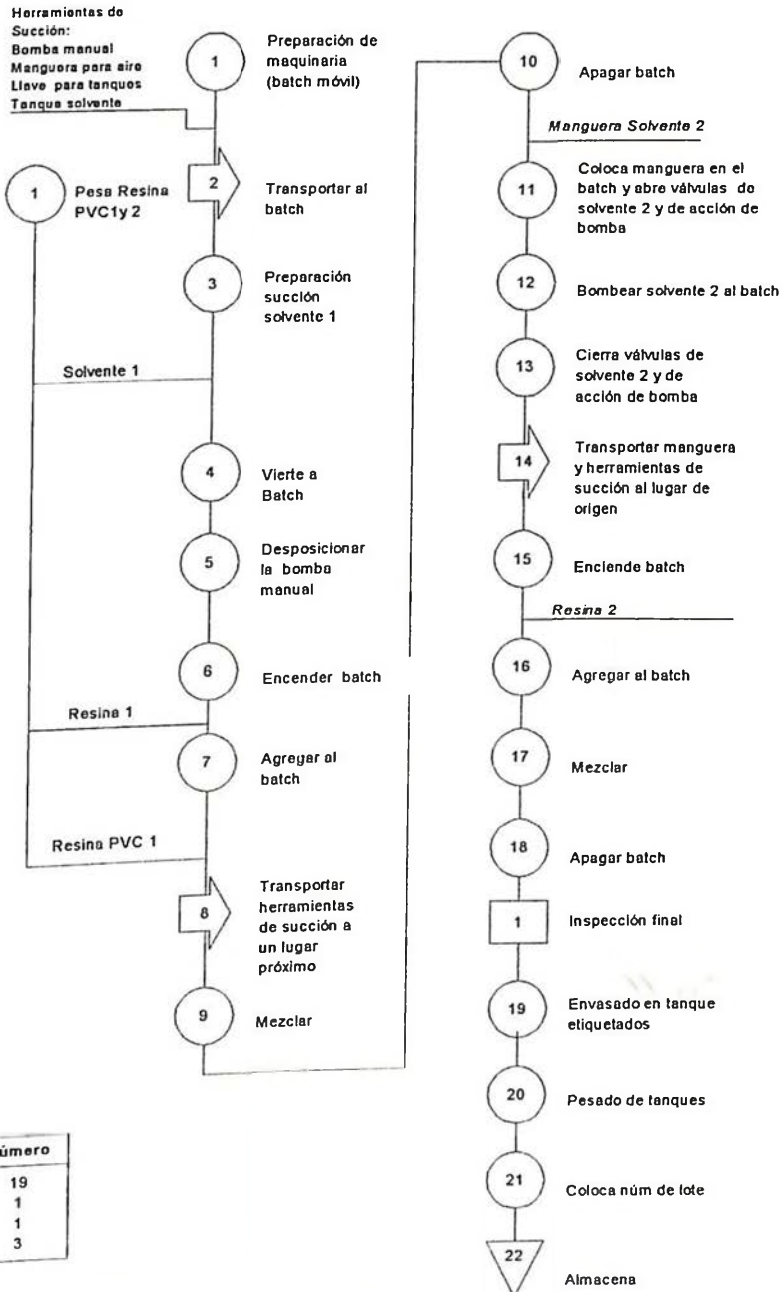 Herramientas de
Succión:
Bomba manual
Manguera para aire
Llave para tanques
Tanque solvente
1
Pesa Resina
PVC1y 2
Solvente 1
Resina 1
Resina PVC 1
1
Preparación de
maquinaria
(batch móvil)
2
Transportar al
batch
3
Preparación
succión
solvente 1
4
Vierte a
Batch
5
Desposicionar
la bomba
manual
6
Encender batch
7
Agregar al
batch
8
Transportar
herramientas
de succión a
un lugar
próximo
9
Mezclar
10
Apagar batch
Manguera Solvente 2
11
Coloca manguera en el
batch y abre válvulas de
solvente 2 y de acción de
bomba
12
Bombear solvente 2 al batch
13
Cierra válvulas de
solvente 2 y de
acción de bomba
14
Transportar manguera
y herramientas de
succión al lugar de
origen
15
Enciende batch
Resina 2
16
Agregar al batch
17
Mezclar
18
Apagar batch
1
Inspección final
19
Envasado en tanque
etiquetados
20
Pesado de tanques
21
Coloca núm de lote
22
Almacena
úmero
19
1
1
3